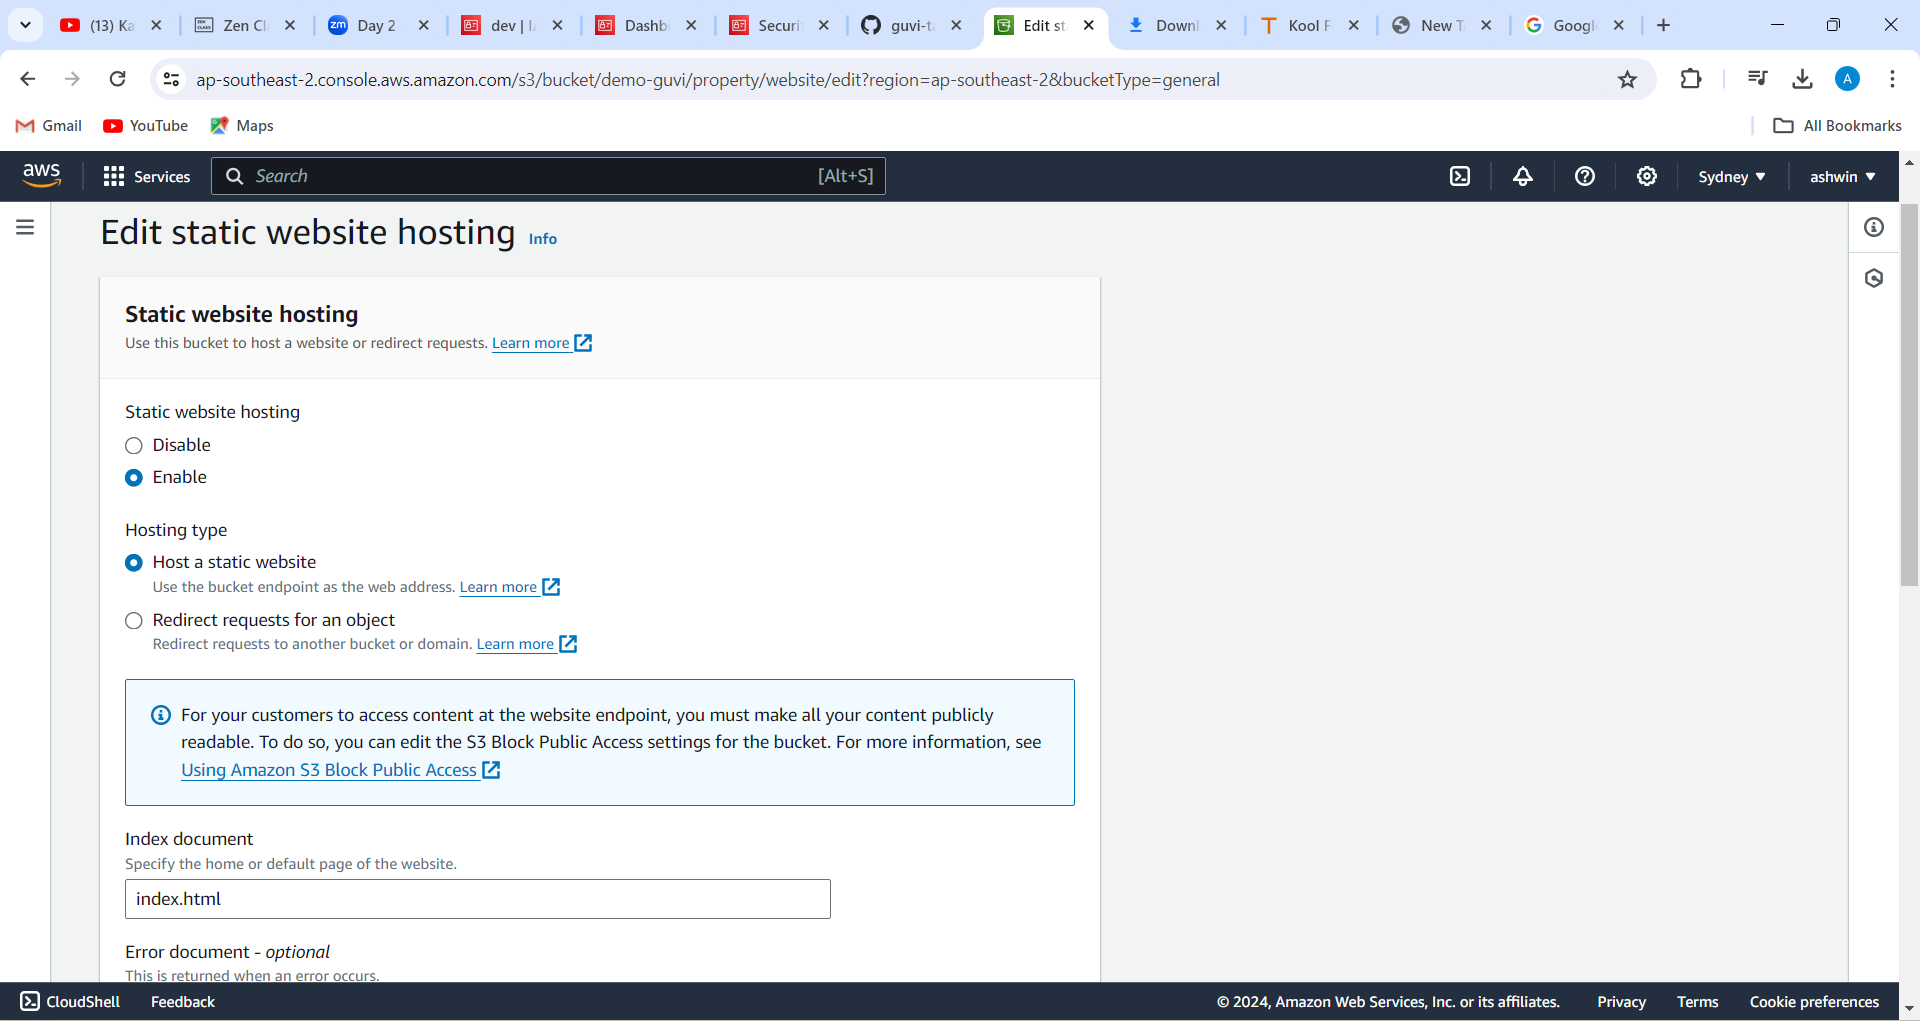 (13) Ka
Zen Cl
zm Day 2
dev | I
Dashb
Securi
guvi-t
Edit st
Downl
Kool F
New T
Googl
ap-southeast-2.console.aws.amazon.com/s3/bucket/demo-guvi/property/website/edit?region=ap-southeast-2&bucketType=general
A
Gmail YouTube Maps All Bookmarks
aws Services Search [Alt+S] Sydney ashwin
Edit static website hosting Info
Static website hosting
Use this bucket to host a website or redirect requests. Learn more
Static website hosting
Disable
Enable
Hosting type
Host a static website
Use the bucket endpoint as the web address. Learn more
Redirect requests for an object
Redirect requests to another bucket or domain. Learn more
For your customers to access content at the website endpoint, you must make all your content publicly
readable. To do so, you can edit the S3 Block Public Access settings for the bucket. For more information, see
Using Amazon S3 Block Public Access
Index document
Specify the home or default page of the website.
index.html
Error document - optional
This is returned when an error occurs.
CloudShell Feedback © 2024, Amazon Web Services, Inc. or its affiliates. Privacy Terms Cookie preferences